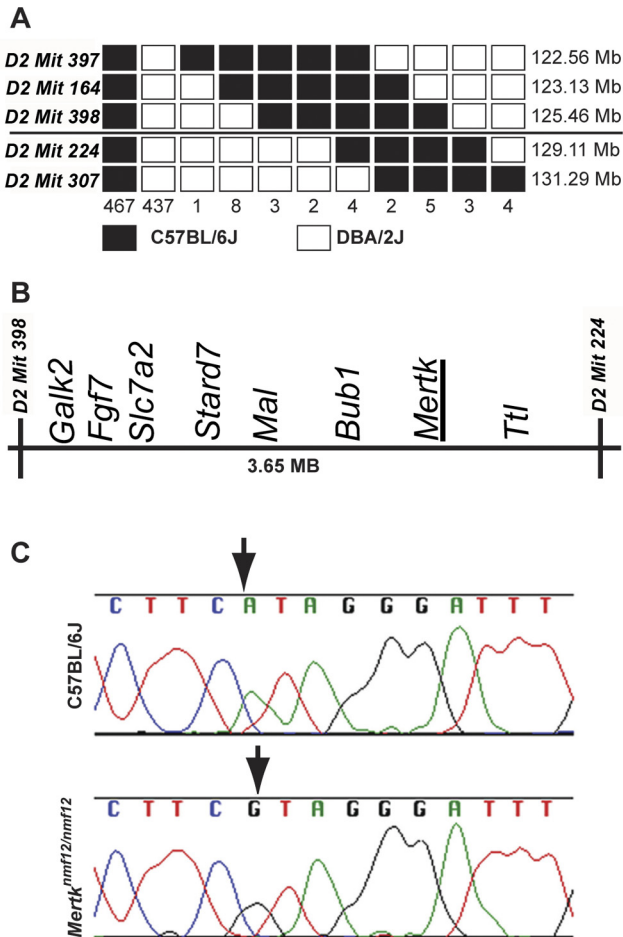 A
D2 Mit 397 122.56 Mb
D2 Mit 164 123.13 Mb
D2 Mit 398 125.46 Mb
D2 Mit 224 129.11 Mb
D2 Mit 307 131.29 Mb
467 437 1 8 3 2 4 2 5 3 4
C57BL/6J DBA/2J
B
D2 Mit 398 Galk2 Fgf7 Slc7a2 Stard7 Mal Bub1 Mertk Ttl D2 Mit 224
3.65 MB
C
C57BL/6J
C T T C A T A G G G A T T T
Mertk nmf12/nmf12
C T T C G T A G G G A T T T